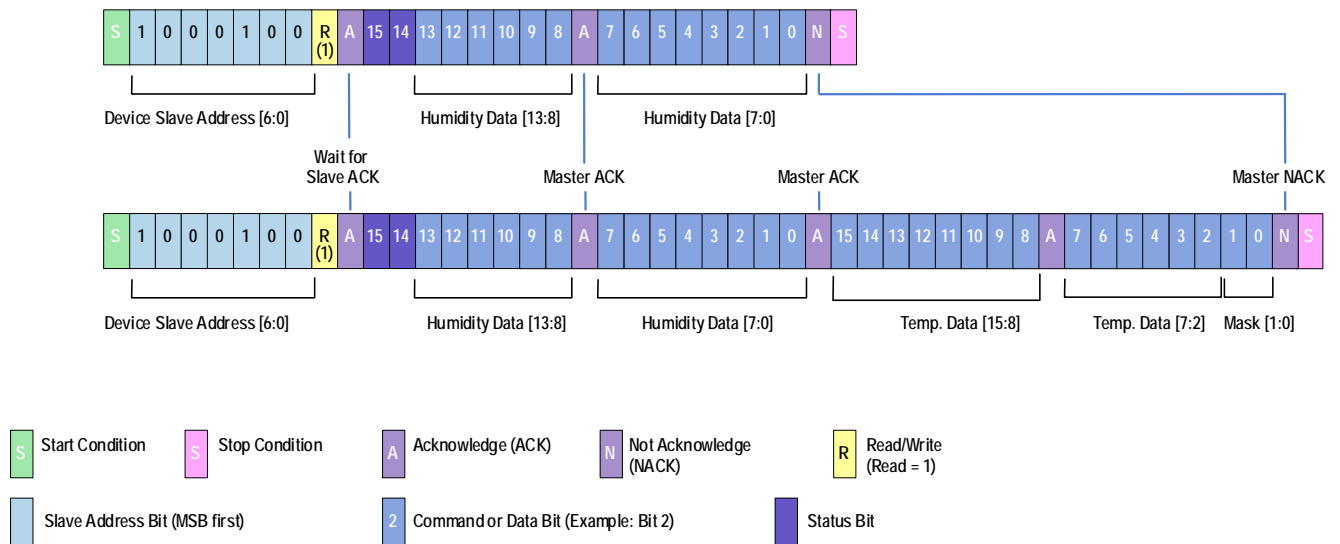 S 1 0 0 0 1 0 0 R (1) A 15 14 13 12 11 10 9 8 A 7 6 5 4 3 2 1 0 N S
Device Slave Address [6:0] Humidity Data [13:8] Humidity Data [7:0]
Wait for
Slave ACK Master ACK Master ACK Master NACK
S 1 0 0 0 1 0 0 R (1) A 15 14 13 12 11 10 9 8 A 7 6 5 4 3 2 1 0 A 15 14 13 12 11 10 9 8 A 7 6 5 4 3 2 1 0 N S
Device Slave Address [6:0] Humidity Data [13:8] Humidity Data [7:0] Temp. Data [15:8] Temp. Data [7:2] Mask [1:0]
S Start Condition S Stop Condition A Acknowledge (ACK) N Not Acknowledge
(NACK) R Read/Write
(Read = 1)
Slave Address Bit (MSB first) 2 Command or Data Bit (Example: Bit 2) Status Bit